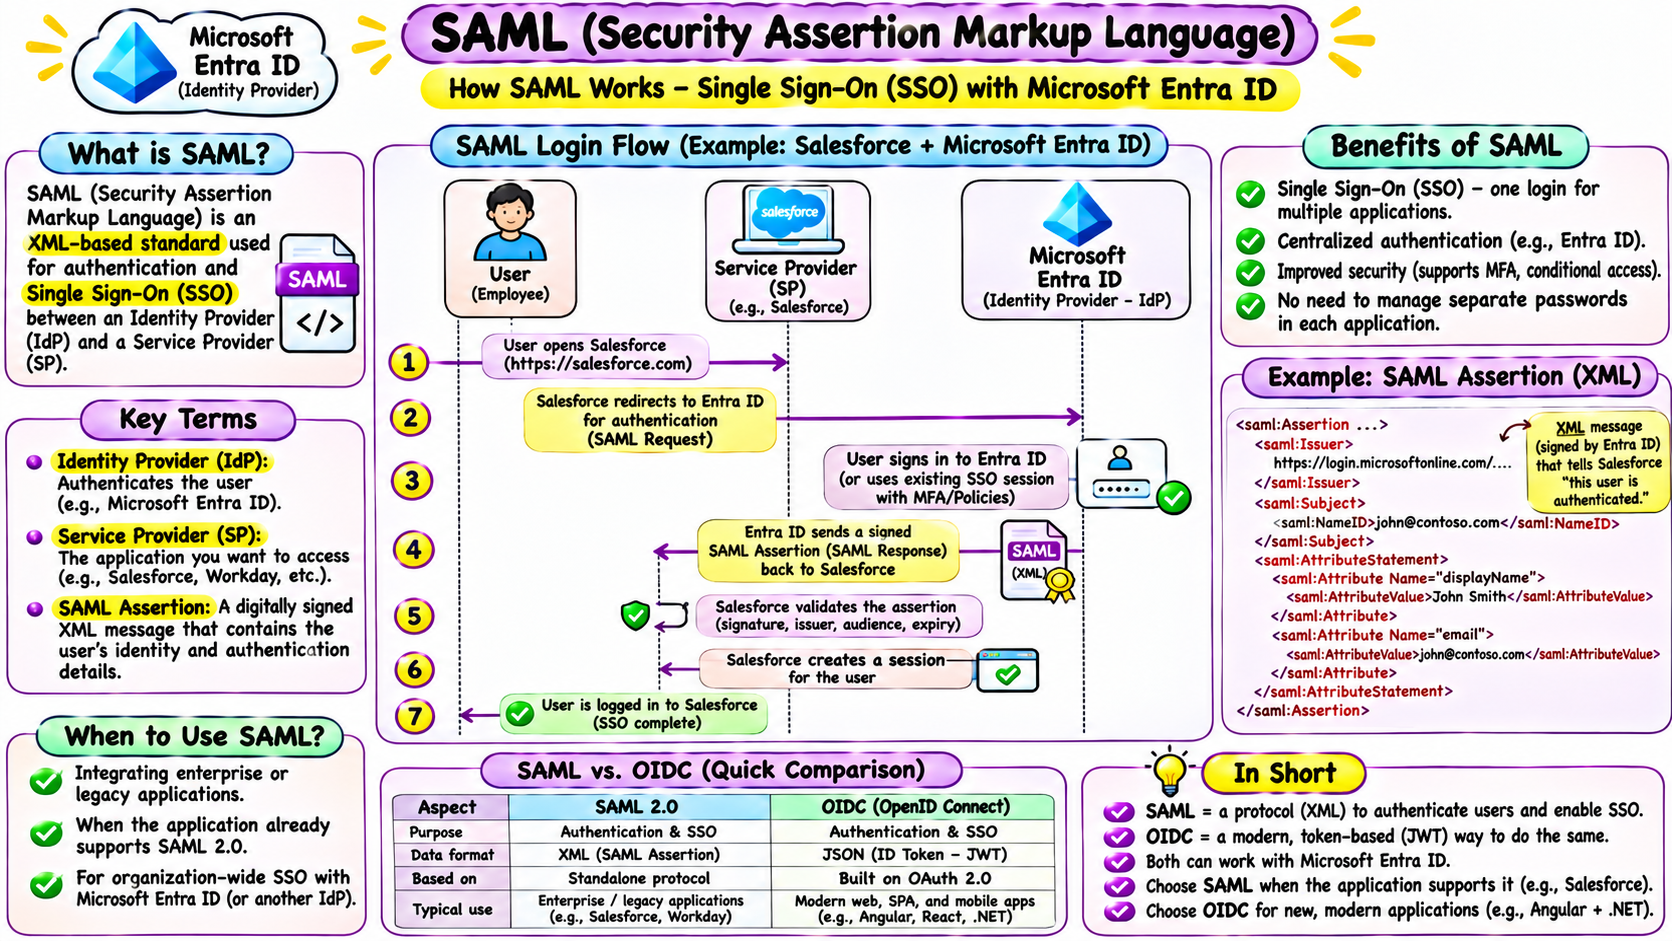 Microsoft
Entra ID
(Identity Provider)
SAML (Security Assertion Markup Language)
How SAML Works – Single Sign-On (SSO) with Microsoft Entra ID
What is SAML?
SAML (Security Assertion
Markup Language) is an
XML-based standard used
for authentication and
Single Sign-On (SSO)
between an Identity Provider
(IdP) and a Service Provider
(SP).
SAML
</>
Key Terms
Identity Provider (IdP):
Authenticates the user
(e.g., Microsoft Entra ID).
Service Provider (SP):
The application you want to access
(e.g., Salesforce, Workday, etc.).
SAML Assertion: A digitally signed
XML message that contains the
user's identity and authentication
details.
When to Use SAML?
Integrating enterprise or
legacy applications.
When the application already
supports SAML 2.0.
For organization-wide SSO with
Microsoft Entra ID (or another IdP).
SAML Login Flow (Example: Salesforce + Microsoft Entra ID)
User
(Employee)
salesforce
Service Provider
(SP)
(e.g., Salesforce)
Microsoft
Entra ID
(Identity Provider – IdP)
1
User opens Salesforce
(https://salesforce.com)
2
Salesforce redirects to Entra ID
for authentication
(SAML Request)
3
User signs in to Entra ID
(or uses existing SSO session
with MFA/Policies)
4
Entra ID sends a signed
SAML Assertion (SAML Response)
back to Salesforce
SAML
(XML)
5
Salesforce validates the assertion
(signature, issuer, audience, expiry)
6
Salesforce creates a session
for the user
7
User is logged in to Salesforce
(SSO complete)
Benefits of SAML
Single Sign-On (SSO) – one login for
multiple applications.
Centralized authentication (e.g., Entra ID).
Improved security (supports MFA, conditional access).
No need to manage separate passwords
in each application.
Example: SAML Assertion (XML)
<saml:Assertion ...>
<saml:Issuer>
https://login.microsoftonline.com/....
</saml:Issuer>
<saml:Subject>
<saml:NameID>john@contoso.com</saml:NameID>
</saml:Subject>
<saml:AttributeStatement>
<saml:Attribute Name="displayName">
<saml:AttributeValue>John Smith</saml:AttributeValue>
</saml:Attribute>
<saml:Attribute Name="email">
<saml:AttributeValue>john@contoso.com</saml:AttributeValue>
</saml:Attribute>
</saml:AttributeStatement>
</saml:Assertion>
XML message
(signed by Entra ID)
that tells Salesforce
"this user is
authenticated."
SAML vs. OIDC (Quick Comparison)
Aspect SAML 2.0 OIDC (OpenID Connect)
Purpose Authentication & SSO Authentication & SSO
Data format XML (SAML Assertion) JSON (ID Token – JWT)
Based on Standalone protocol Built on OAuth 2.0
Typical use Enterprise / legacy applications (e.g., Salesforce, Workday) Modern web, SPA, and mobile apps (e.g., Angular, React, .NET)
In Short
SAML = a protocol (XML) to authenticate users and enable SSO.
OIDC = a modern, token-based (JWT) way to do the same.
Both can work with Microsoft Entra ID.
Choose SAML when the application supports it (e.g., Salesforce).
Choose OIDC for new, modern applications (e.g., Angular + .NET).